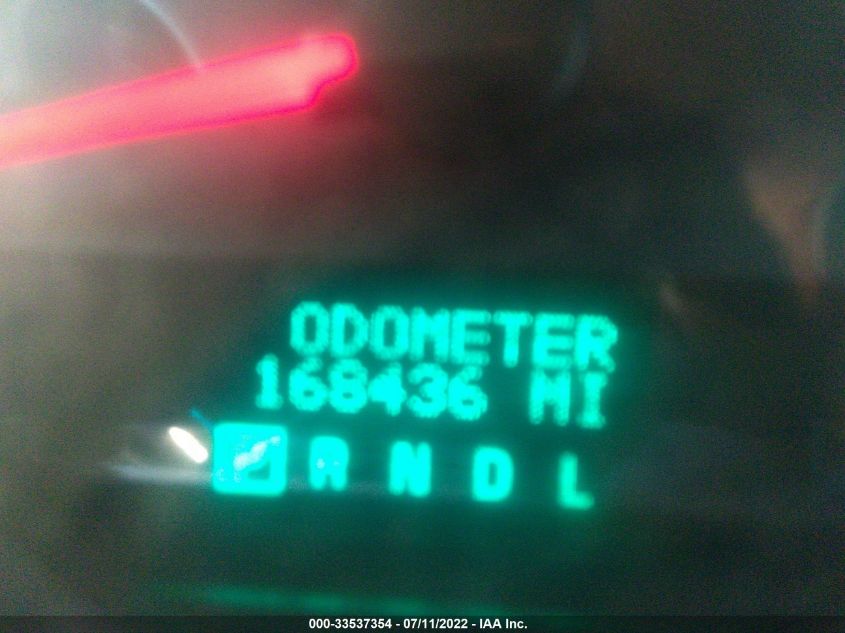 ODOMETER
168436 MI
R N D L
000-33537354 - 07/11/2022 - IAA Inc.